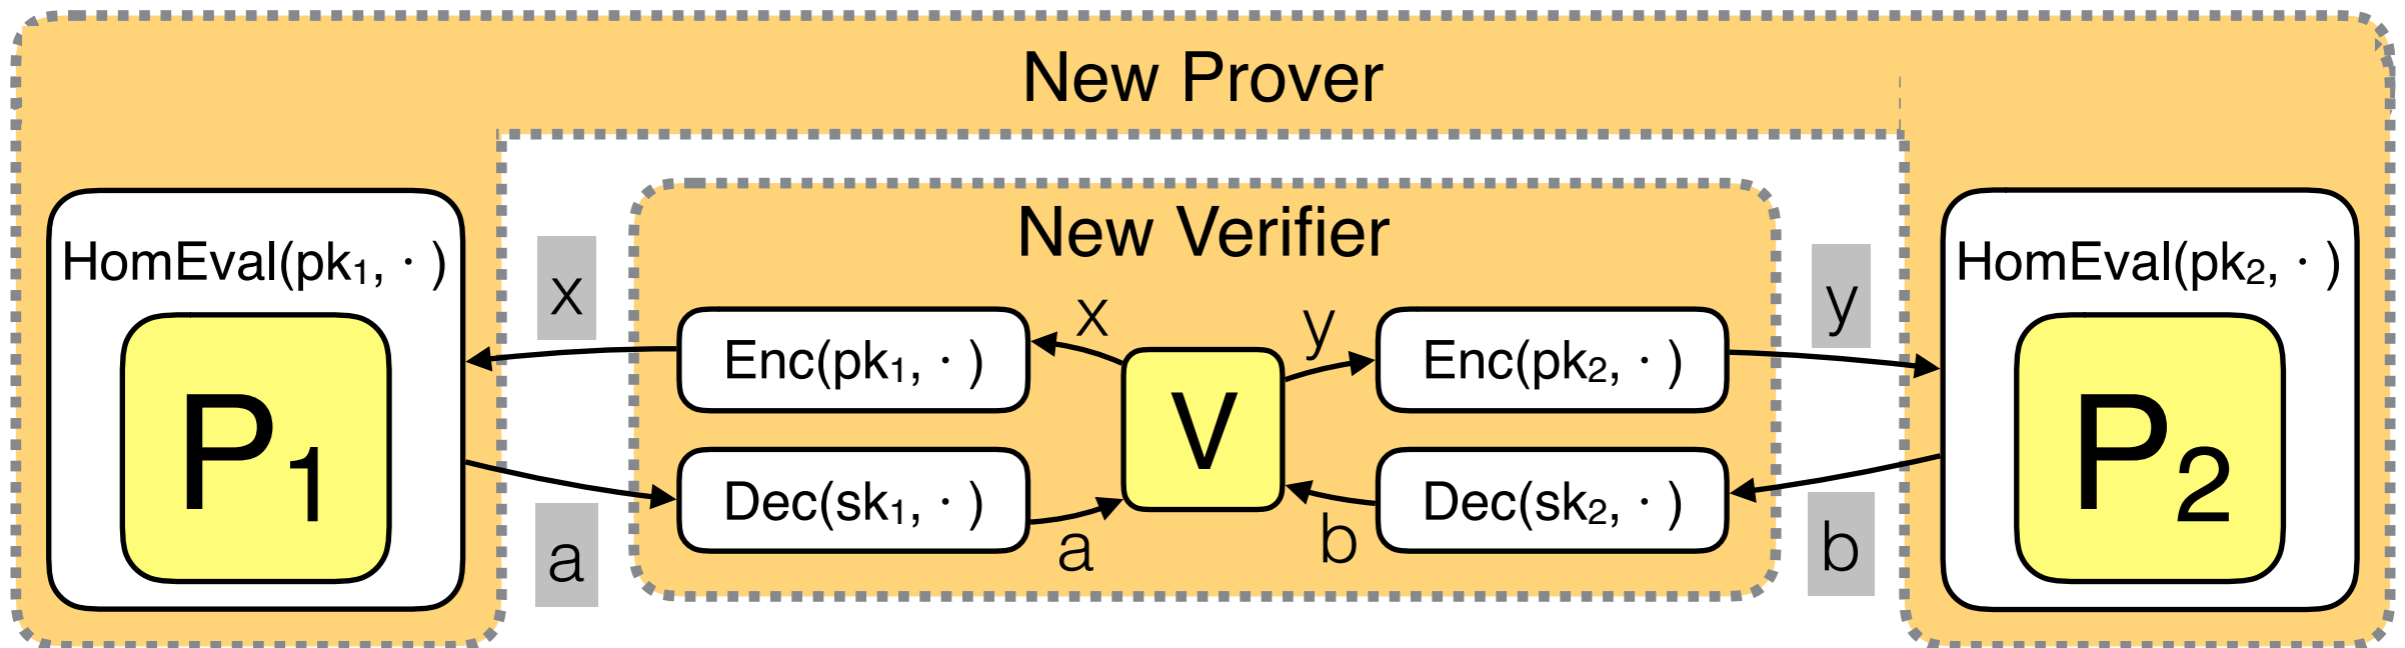 New Prover
New Verifier
HomEval(pk₁, · )
P₁
x
a
Enc(pk₁, · )
Dec(sk₁, · )
x
a
V
y
b
Enc(pk₂, · )
Dec(sk₂, · )
y
b
HomEval(pk₂, · )
P₂